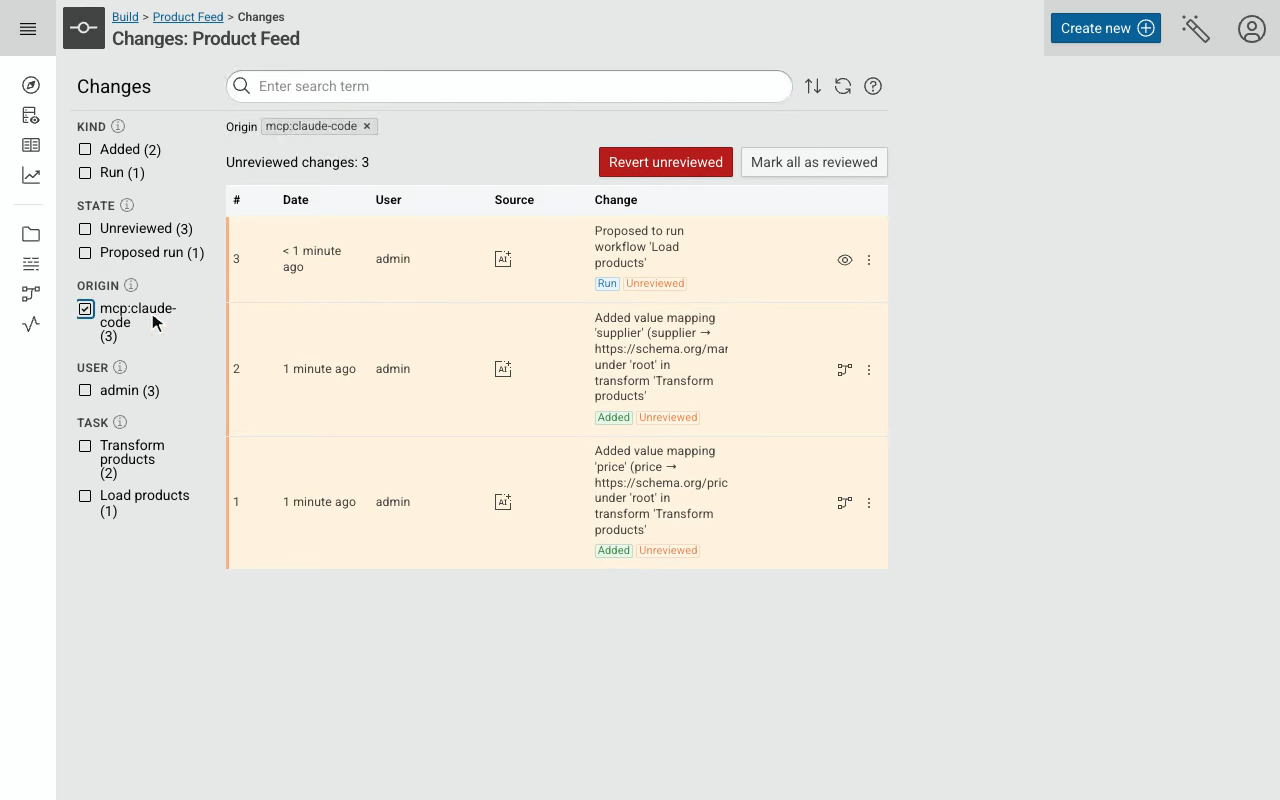 Build > Product Feed > Changes
Changes: Product Feed
Create new
Changes
Enter search term
KIND
Added (2)
Run (1)
STATE
Unreviewed (3)
Proposed run (1)
ORIGIN
mcp:claude-
code
(3)
USER
admin (3)
TASK
Transform
products
(2)
Load products
(1)
Origin mcp:claude-code ×
Unreviewed changes: 3
Revert unreviewed
Mark all as reviewed
# Date User Source Change
3
< 1 minute
ago
admin
AI
Proposed to run
workflow 'Load
products'
Run Unreviewed
2
1 minute ago
admin
AI
Added value mapping
'supplier' (supplier →
https://schema.org/mar
under 'root' in
transform 'Transform
products'
Added Unreviewed
1
1 minute ago
admin
AI
Added value mapping
'price' (price →
https://schema.org/pric
under 'root' in
transform 'Transform
products'
Added Unreviewed